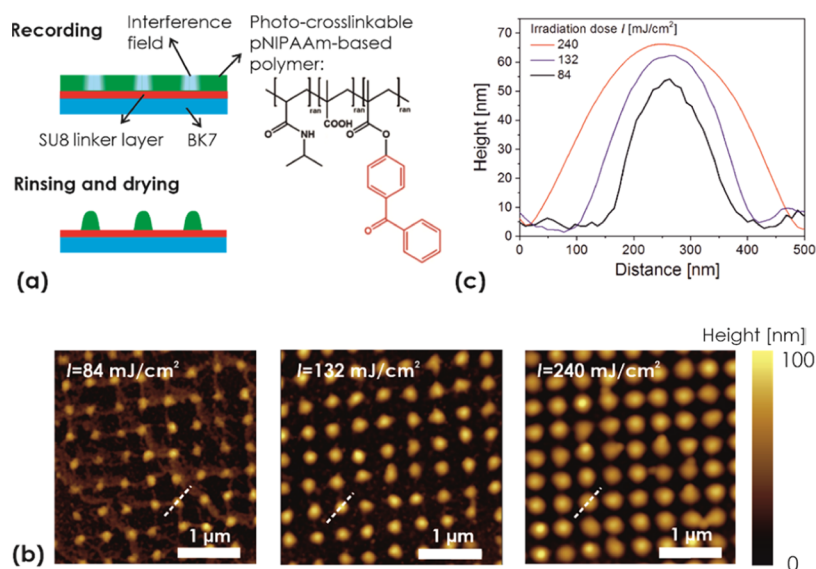 Recording
Interference
field
Photo-crosslinkable
pNIPAAm-based
polymer:
SU8 linker layer
BK7
Rinsing and drying
ran
ran
ran
O
NH
COOH
O
O
O
(a)
Irradiation dose I [mJ/cm²]
240
132
84
Height [nm]
70
60
50
40
30
20
10
0
0 100 200 300 400 500
Distance [nm]
(c)
Height [nm]
I=84 mJ/cm²
1 µm
I=132 mJ/cm²
1 µm
I=240 mJ/cm²
1 µm
100
0
(b)